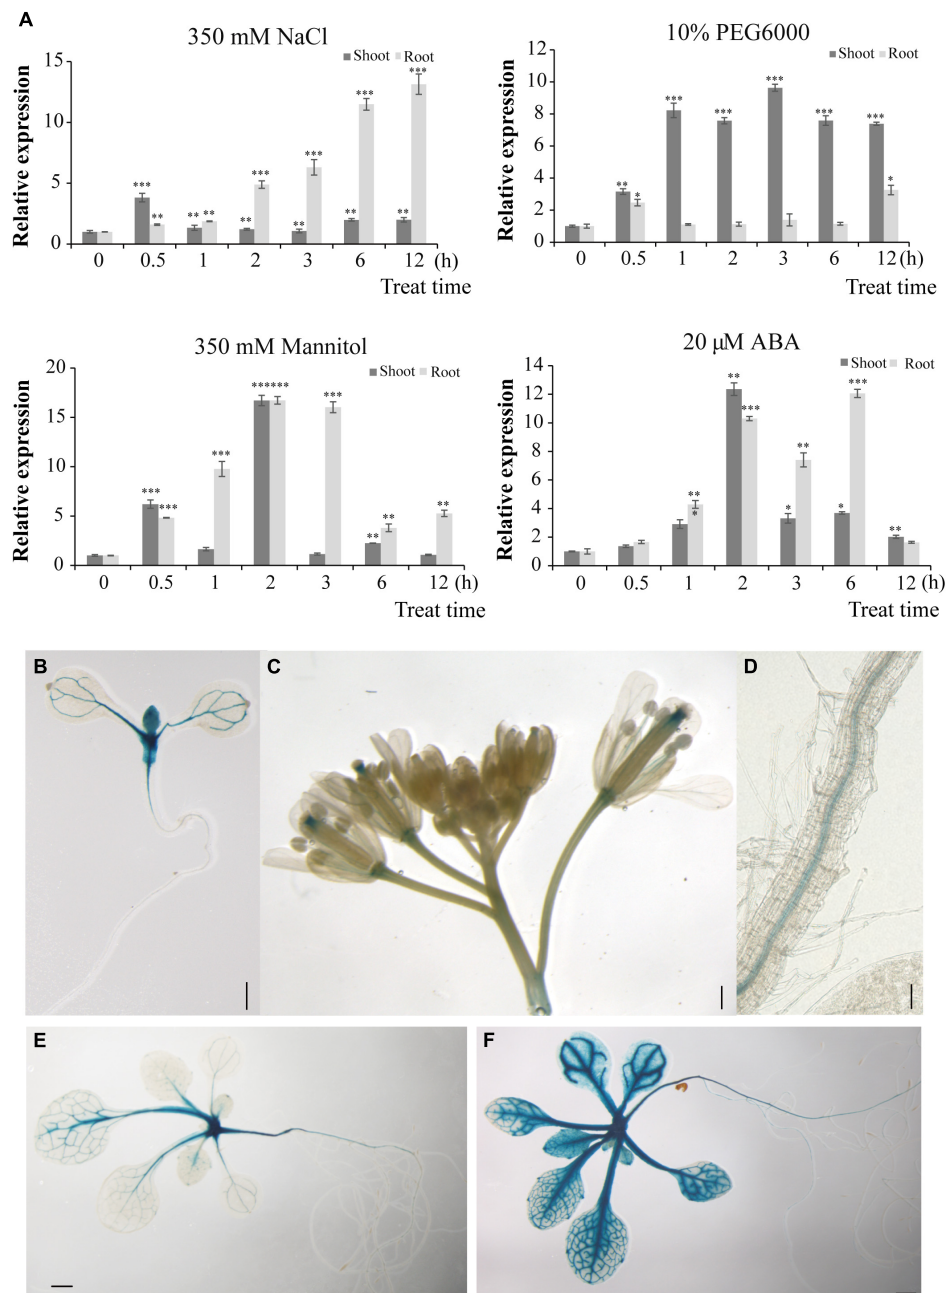 A
350 mM NaCl
Shoot Root
Relative expression
15
10
5
0
*** ** ** ** ** *** ** *** ** *** ** ***
0 0.5 1 2 3 6 12 (h)
Treat time
10% PEG6000
Shoot Root
Relative expression
12
10
8
6
4
2
0
** * *** *** *** *** *** *
0 0.5 1 2 3 6 12 (h)
Treat time
350 mM Mannitol
Shoot Root
Relative expression
20
15
10
5
0
*** *** *** ****** *** ** ** **
0 0.5 1 2 3 6 12 (h)
Treat time
20 μM ABA
Shoot Root
Relative expression
14
12
10
8
6
4
2
0
** * ** *** * ** * *** **
0 0.5 1 2 3 6 12 (h)
Treat time
B
C
D
E
F